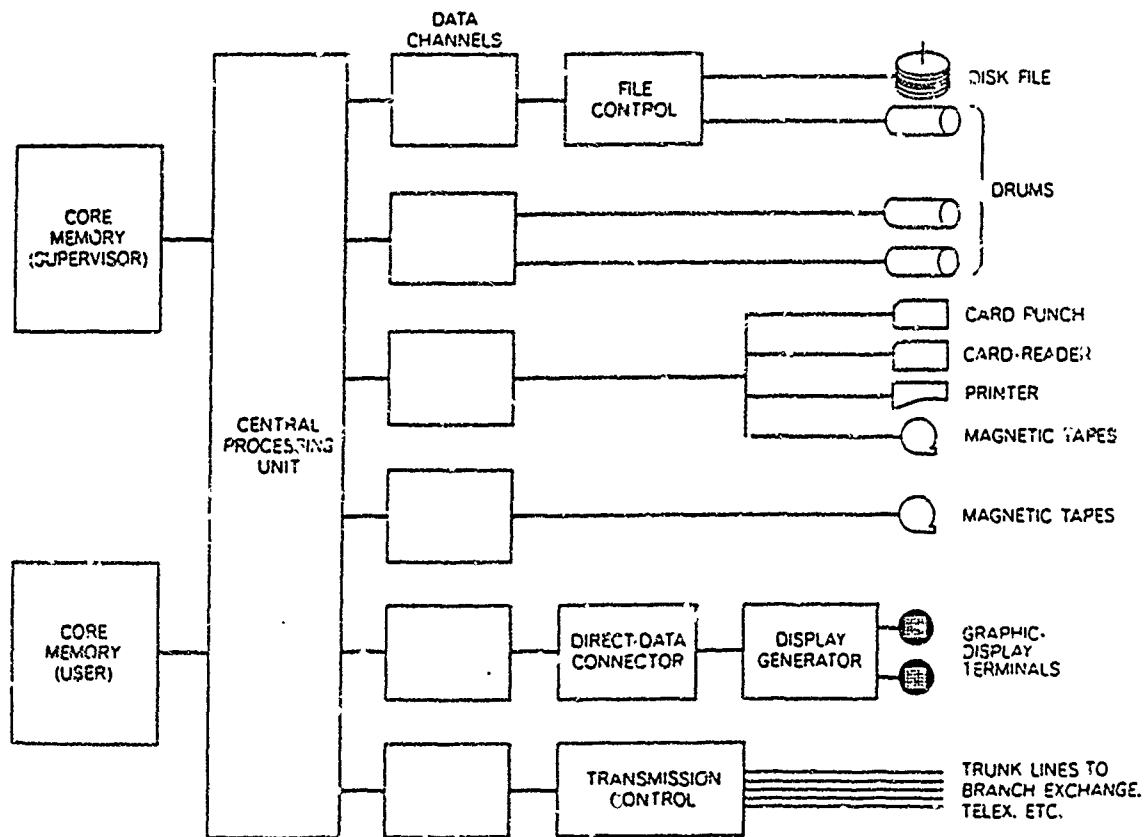 DATA
CHANNELS
FILE
CONTROL
DISK FILE
DRUMS
CORE
MEMORY
(SUPERVISOR)
CARD PUNCH
CARD-READER
PRINTER
MAGNETIC TAPES
CENTRAL
PROCESSING
UNIT
MAGNETIC TAPES
CORE
MEMORY
(USER)
DIRECT-DATA
CONNECTOR
DISPLAY
GENERATOR
GRAPHIC-
DISPLAY
TERMINALS
TRANSMISSION
CONTROL
TRUNK LINES TO
BRANCH EXCHANGE,
TELEX, ETC.